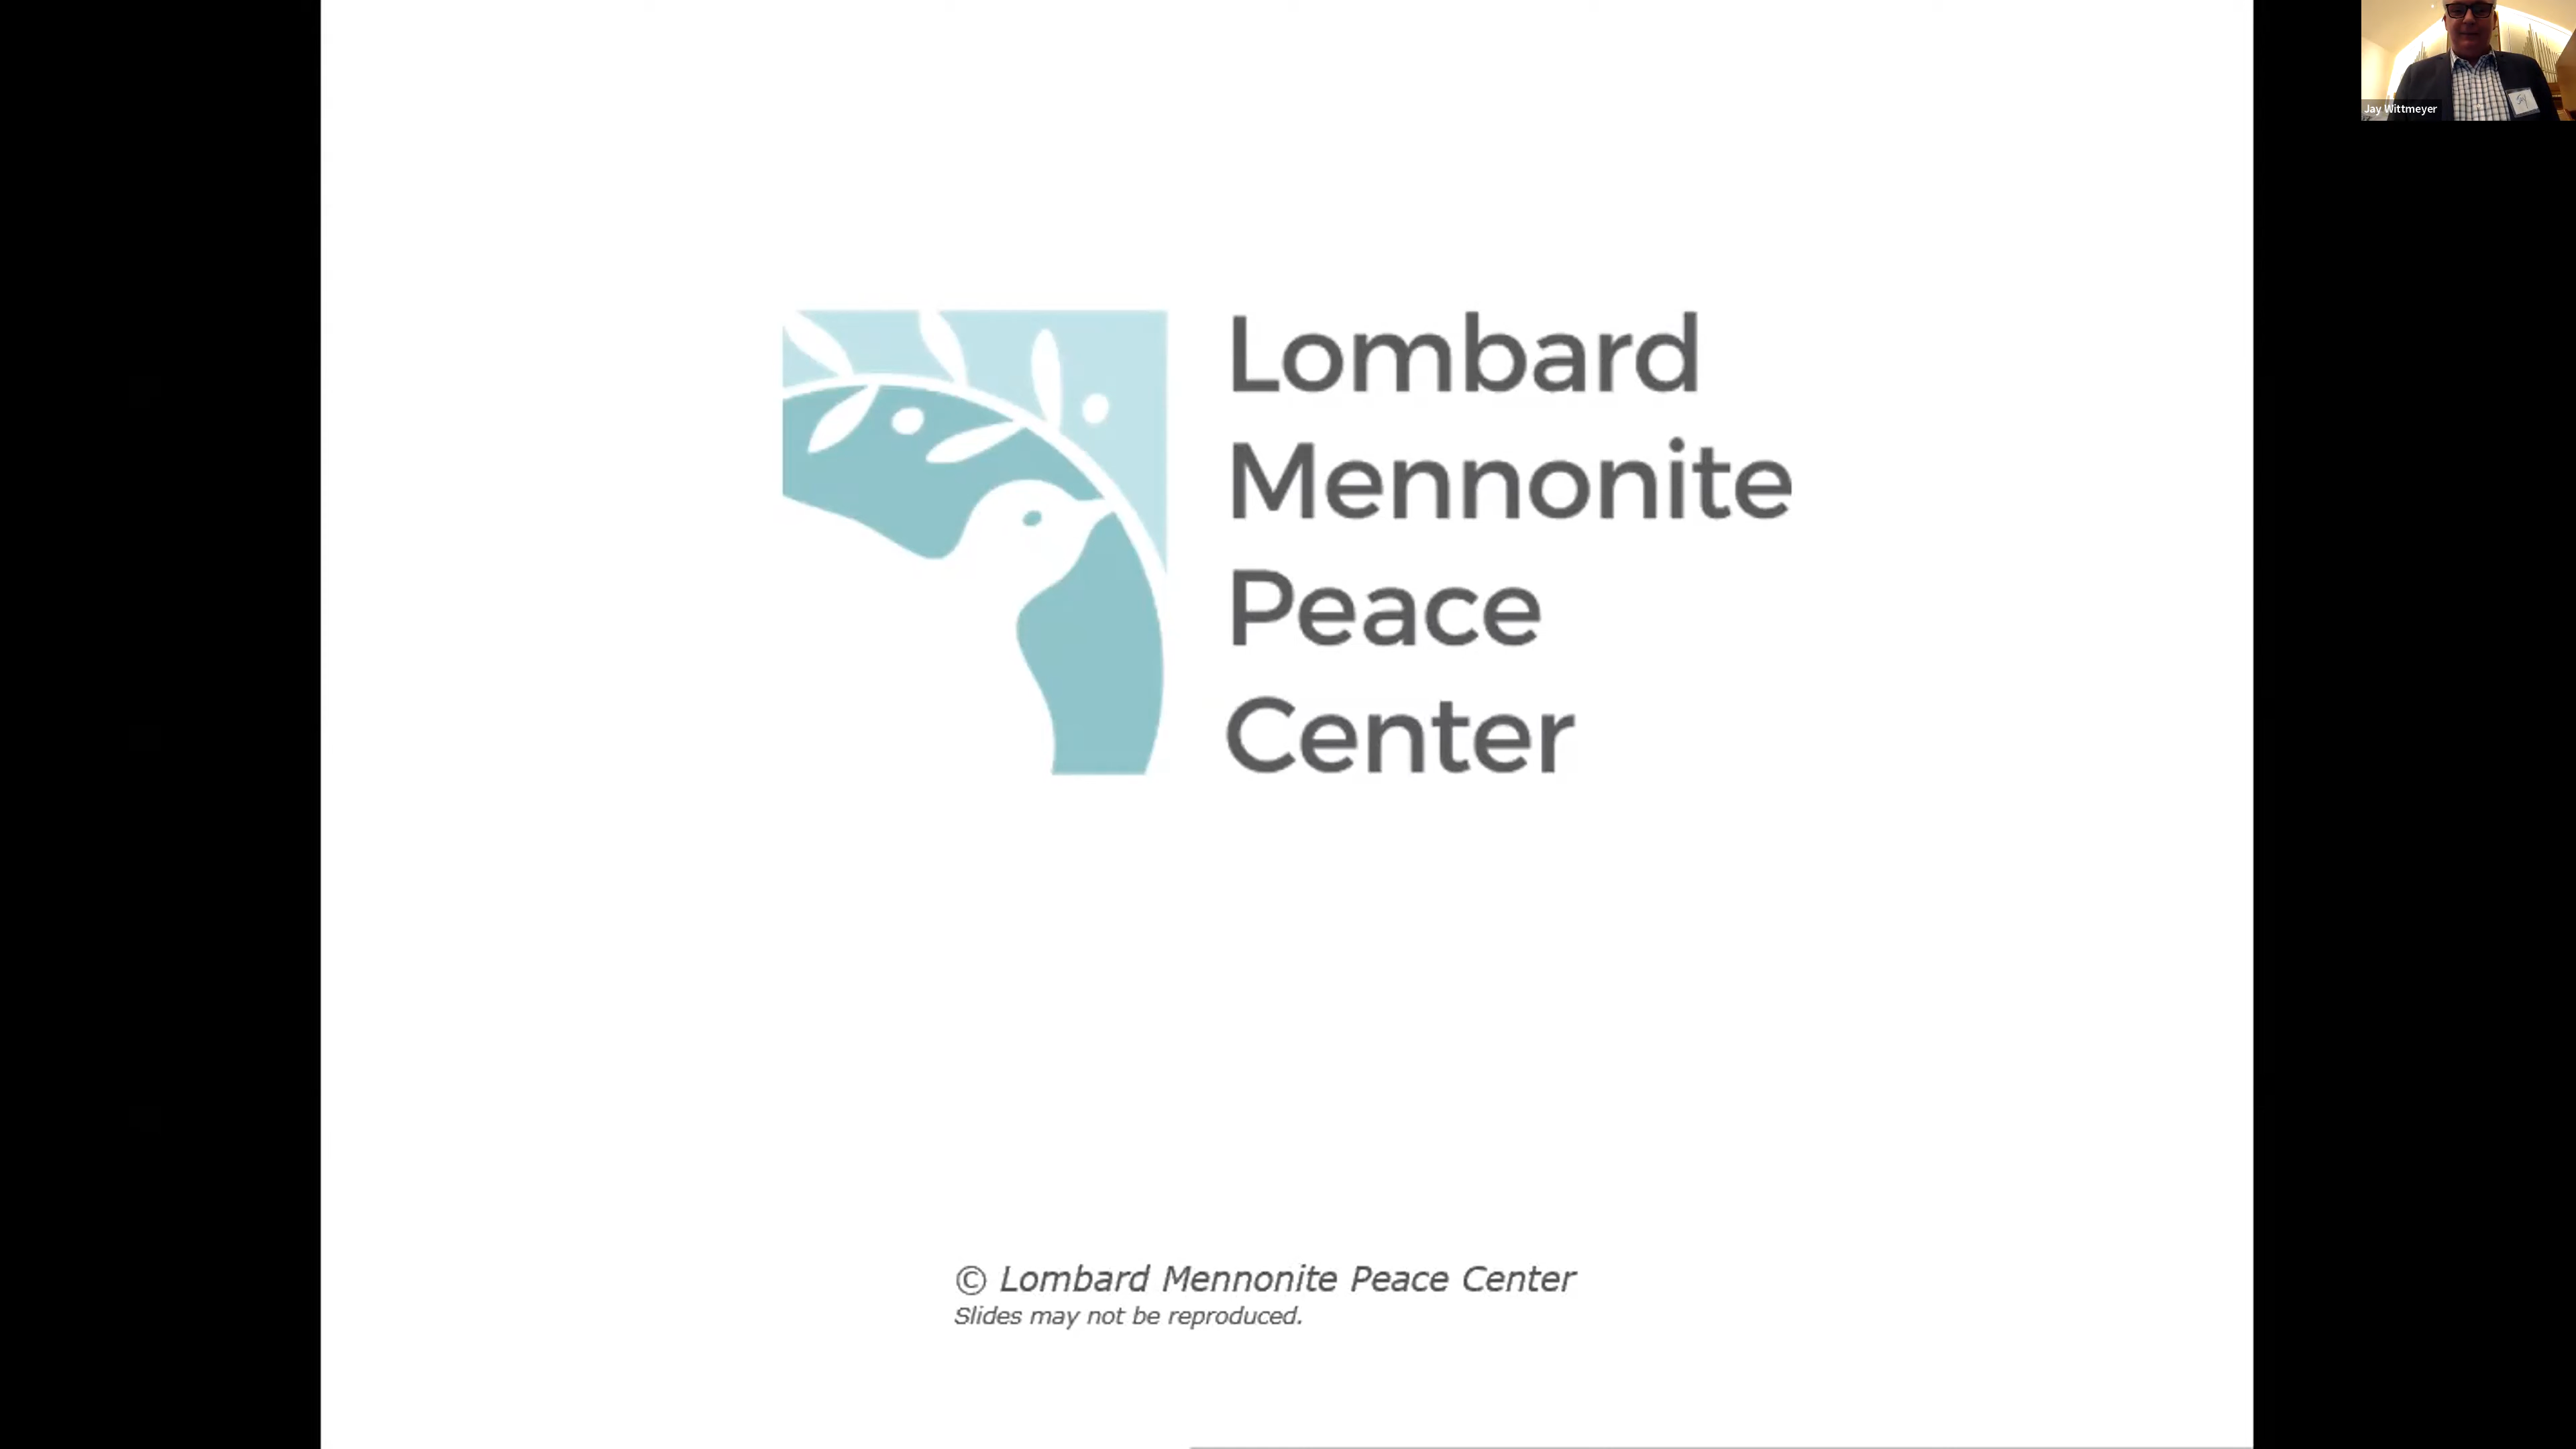 Lombard
Mennonite
Peace
Center
© Lombard Mennonite Peace Center
Slides may not be reproduced.
Jay Wittmeyer